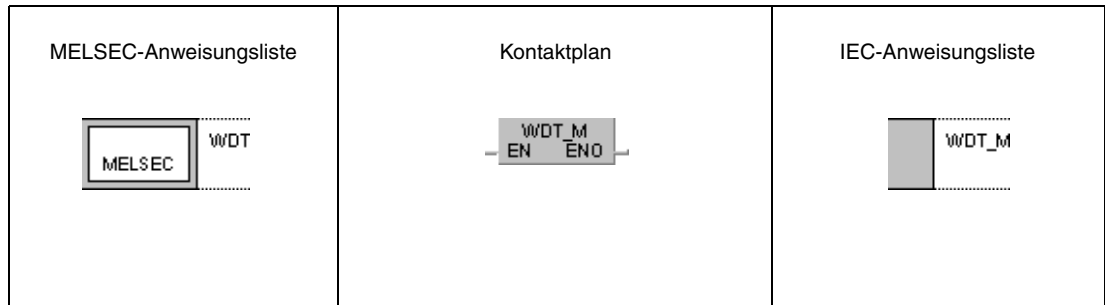 MELSEC-Anweisungsliste
MELSEC
WDT
Kontaktplan
WDT_M
EN ENO
IEC-Anweisungsliste
WDT_M